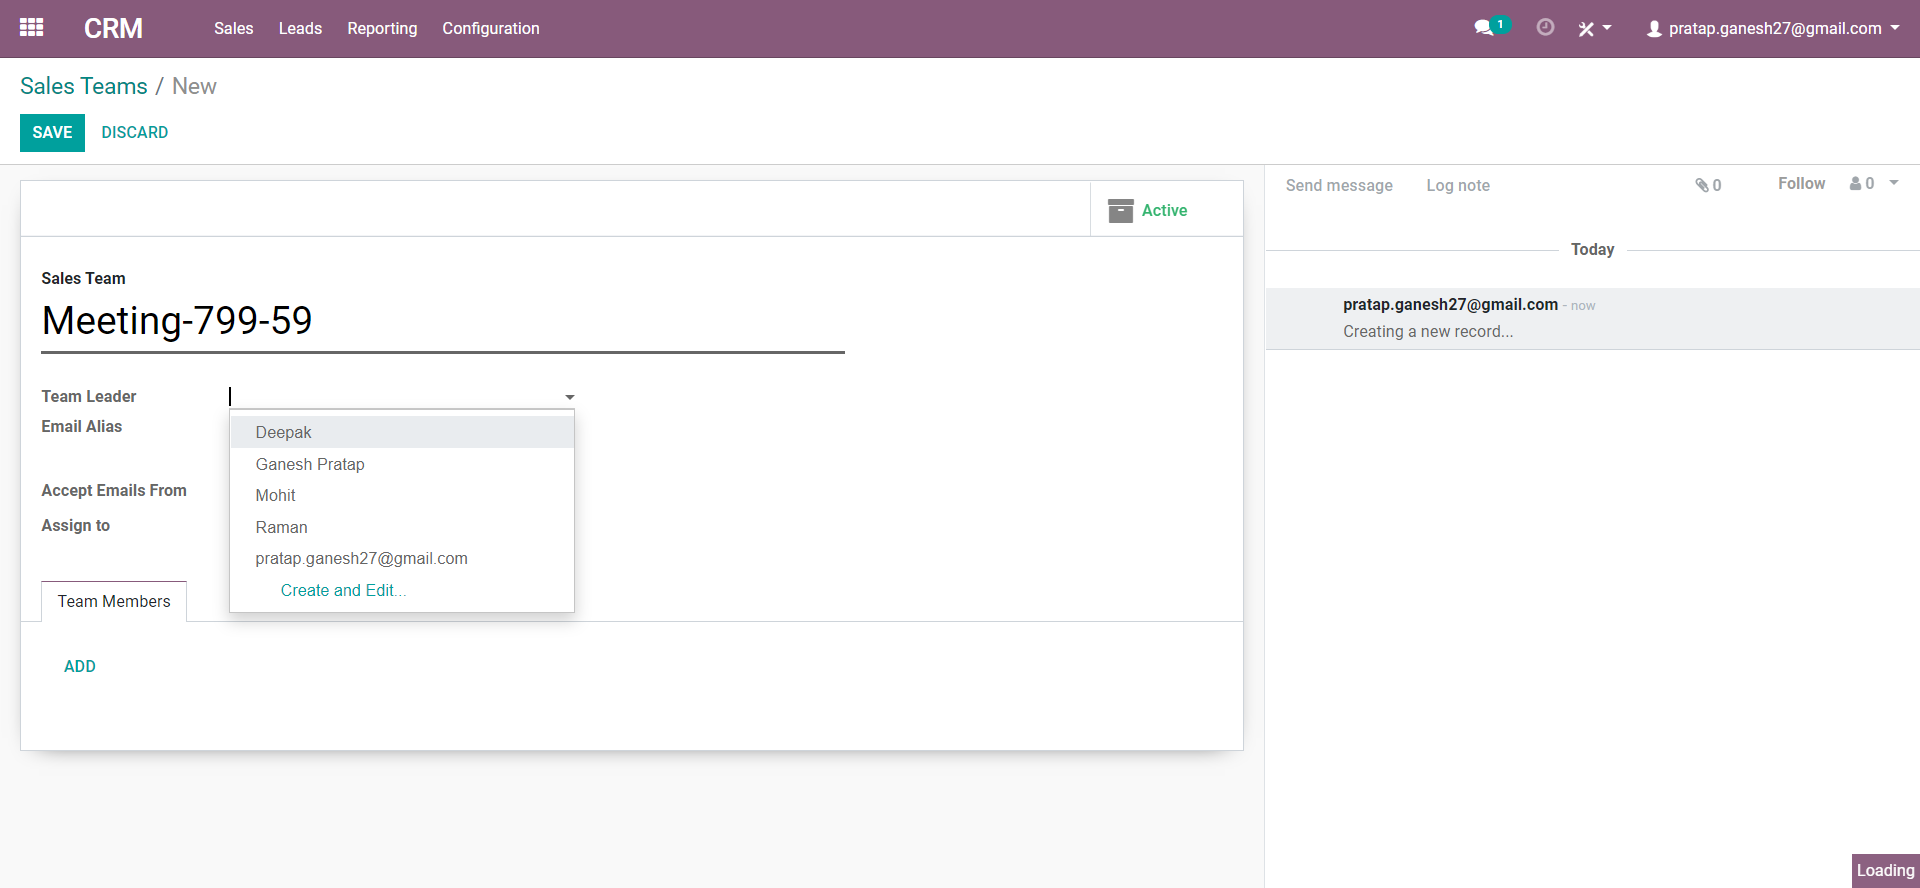 CRM Sales Leads Reporting Configuration 1 pratap.ganesh27@gmail.com
Sales Teams / New
SAVE DISCARD
Send message Log note 0 Follow 0
Active
Today
Sales Team
Meeting-799-59
pratap.ganesh27@gmail.com - now
Creating a new record...
Team Leader
Email Alias
Accept Emails From
Assign to
Deepak
Ganesh Pratap
Mohit
Raman
pratap.ganesh27@gmail.com
Create and Edit...
Team Members
ADD
Loading